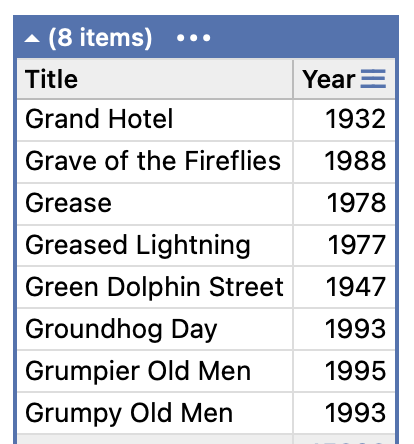 (8 items) •••
Title Year
Grand Hotel 1932
Grave of the Fireflies 1988
Grease 1978
Greased Lightning 1977
Green Dolphin Street 1947
Groundhog Day 1993
Grumpier Old Men 1995
Grumpy Old Men 1993